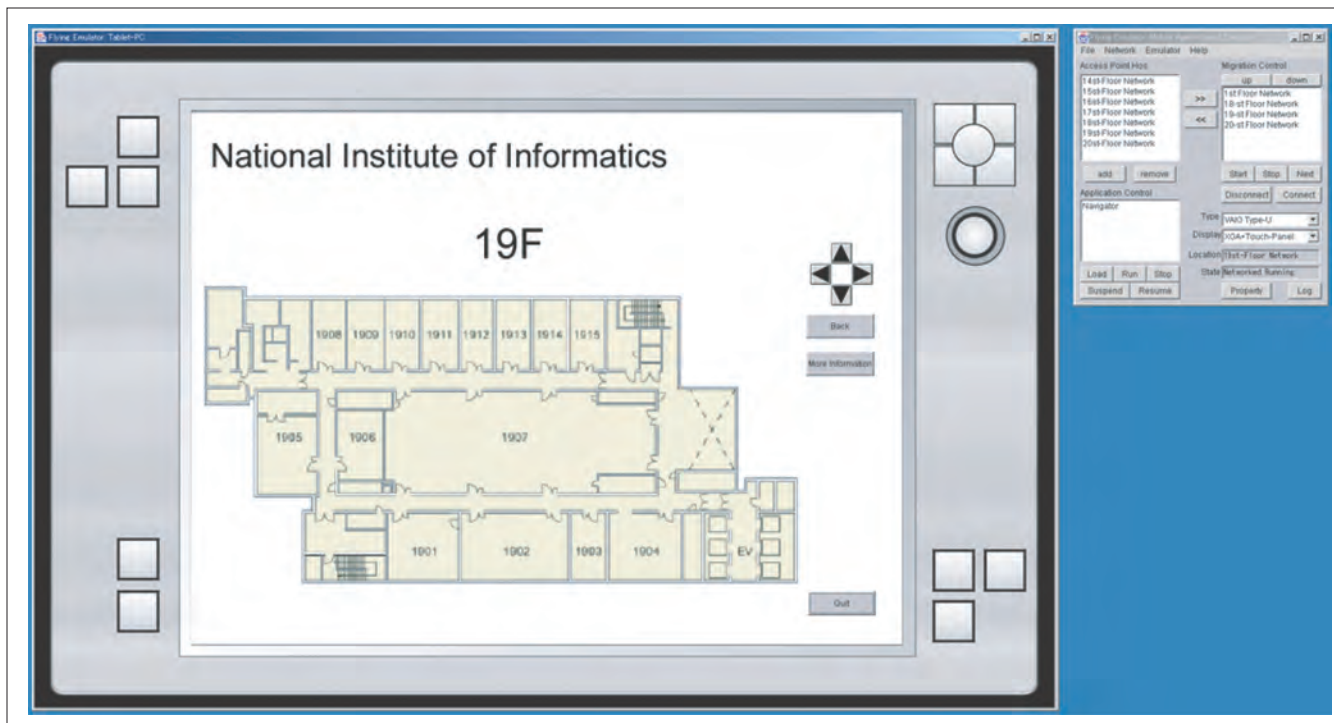 Flying Emulator: Tablet-PC
National Institute of Informatics
19F
1908 1909 1910 1911 1912 1913 1914 1915
1905 1906 1907
1901 1902 1903 1904 EV
Back
More Information
Quit
File Network Emulator Help
Access Point Hos
14st-Floor Network
15st-Floor Network
16st-Floor Network
17st-Floor Network
18st-Floor Network
19st-Floor Network
20st-Floor Network
>>
<<
Migration Control
up down
1st Floor Network
18-st Floor Network
19-st Floor Network
20-st Floor Network
add remove
Start Stop Next
Disconnect Connect
Application Control
Navigator
Load Run Stop
Suspend Resume
Type VAIO Type-U
Display XGA+Touch-Panel
Location 19st-Floor Network
State Networked Running
Property Log